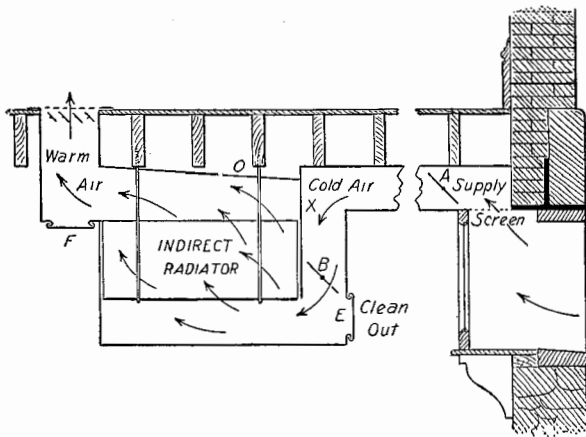 Warm
Air
F
O
INDIRECT
RADIATOR
Cold Air
X
B
E
Clean
Out
A
Supply
Screen